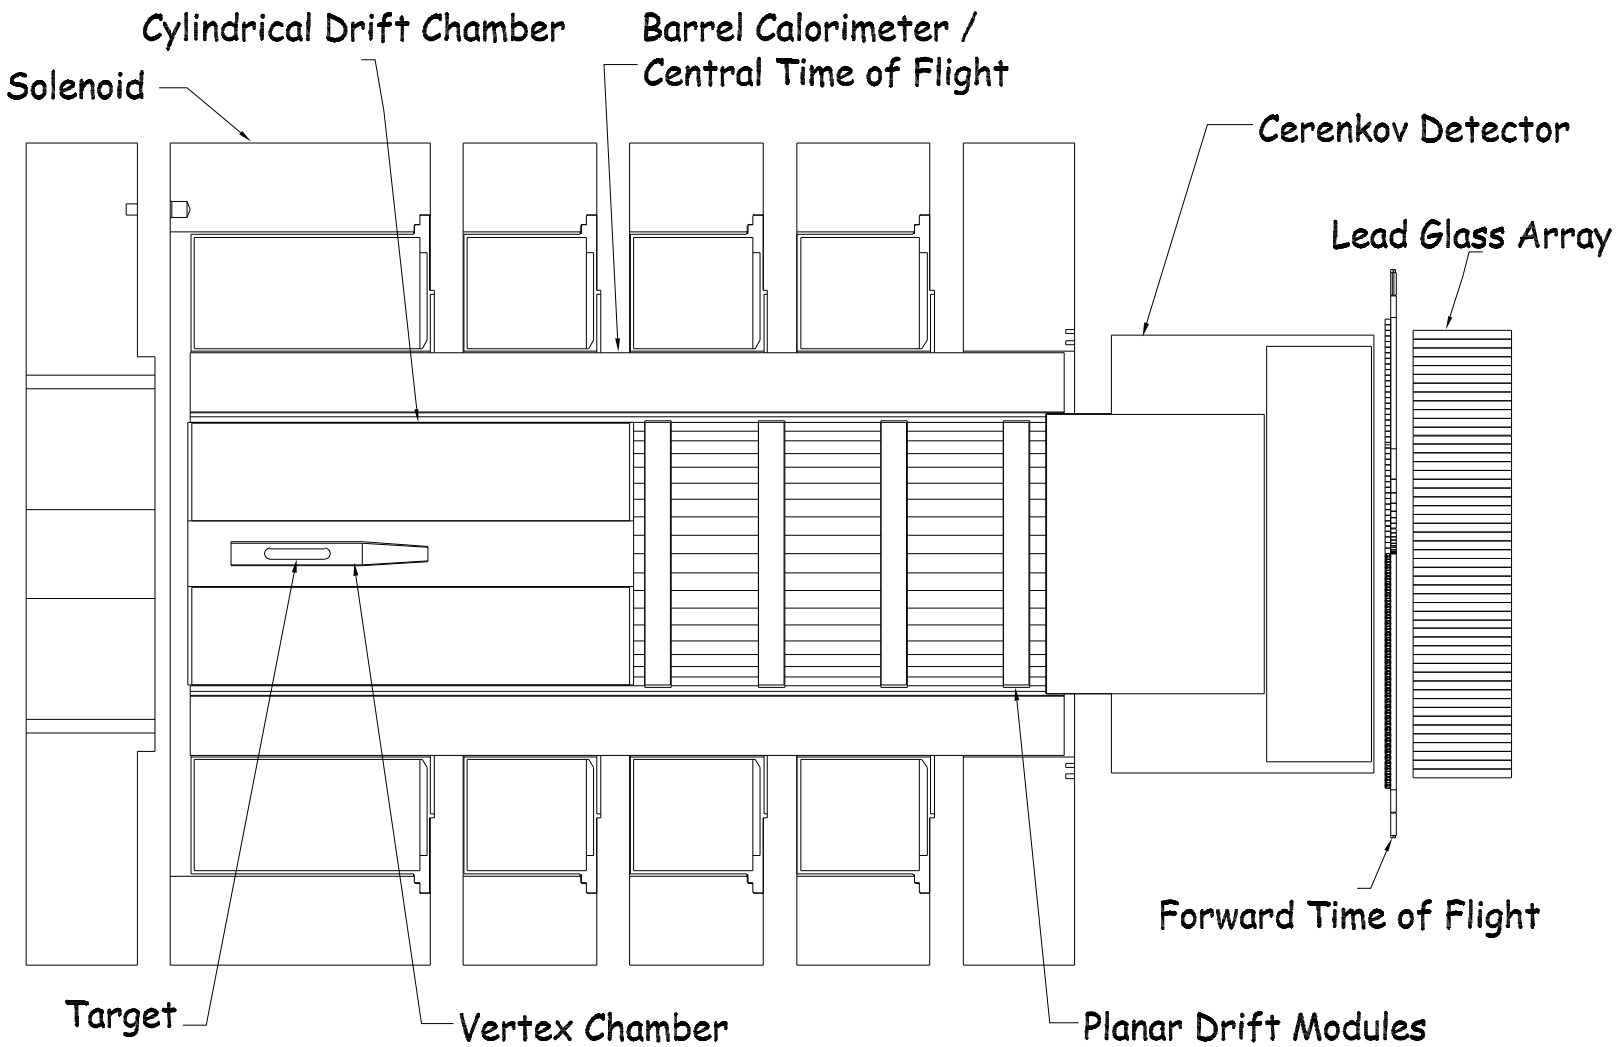 Cylindrical Drift Chamber
Barrel Calorimeter /
Central Time of Flight
Solenoid
Cerenkov Detector
Lead Glass Array
Forward Time of Flight
Target
Vertex Chamber
Planar Drift Modules